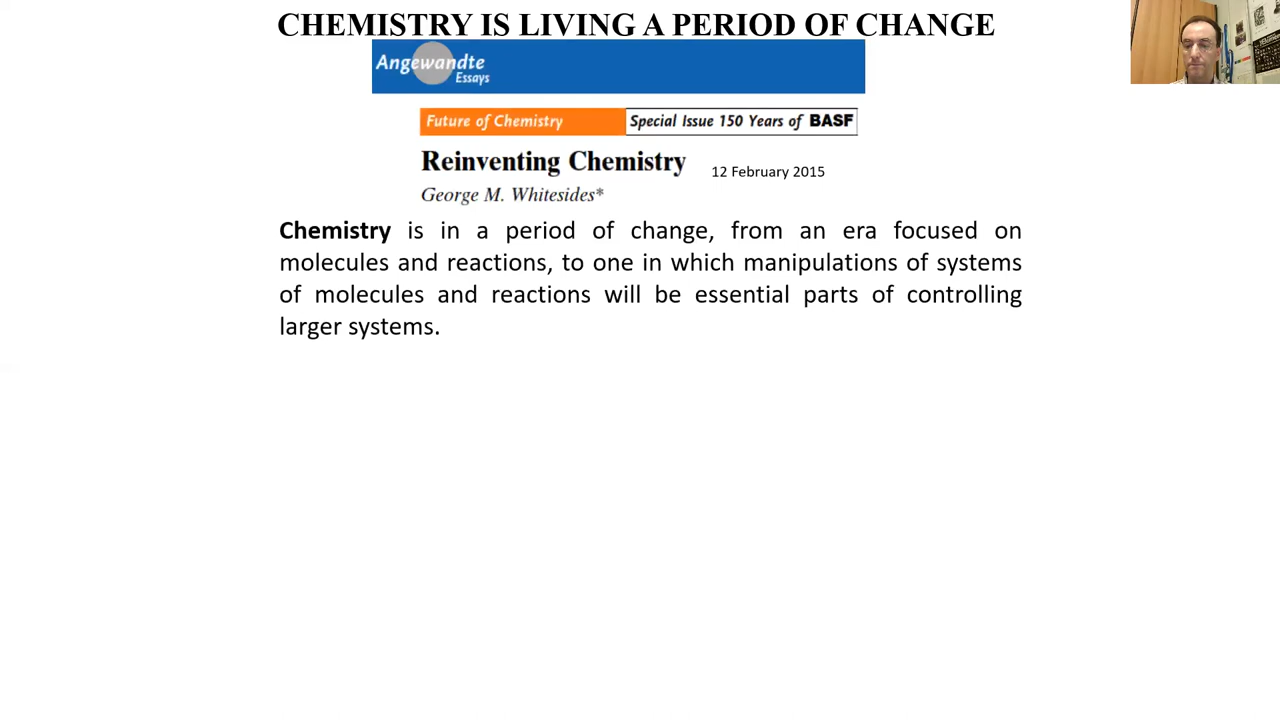 CHEMISTRY IS LIVING A PERIOD OF CHANGE
Angewandte
Essays
Future of Chemistry Special Issue 150 Years of BASF
Reinventing Chemistry 12 February 2015
George M. Whitesides*
Chemistry is in a period of change, from an era focused on
molecules and reactions, to one in which manipulations of systems
of molecules and reactions will be essential parts of controlling
larger systems.